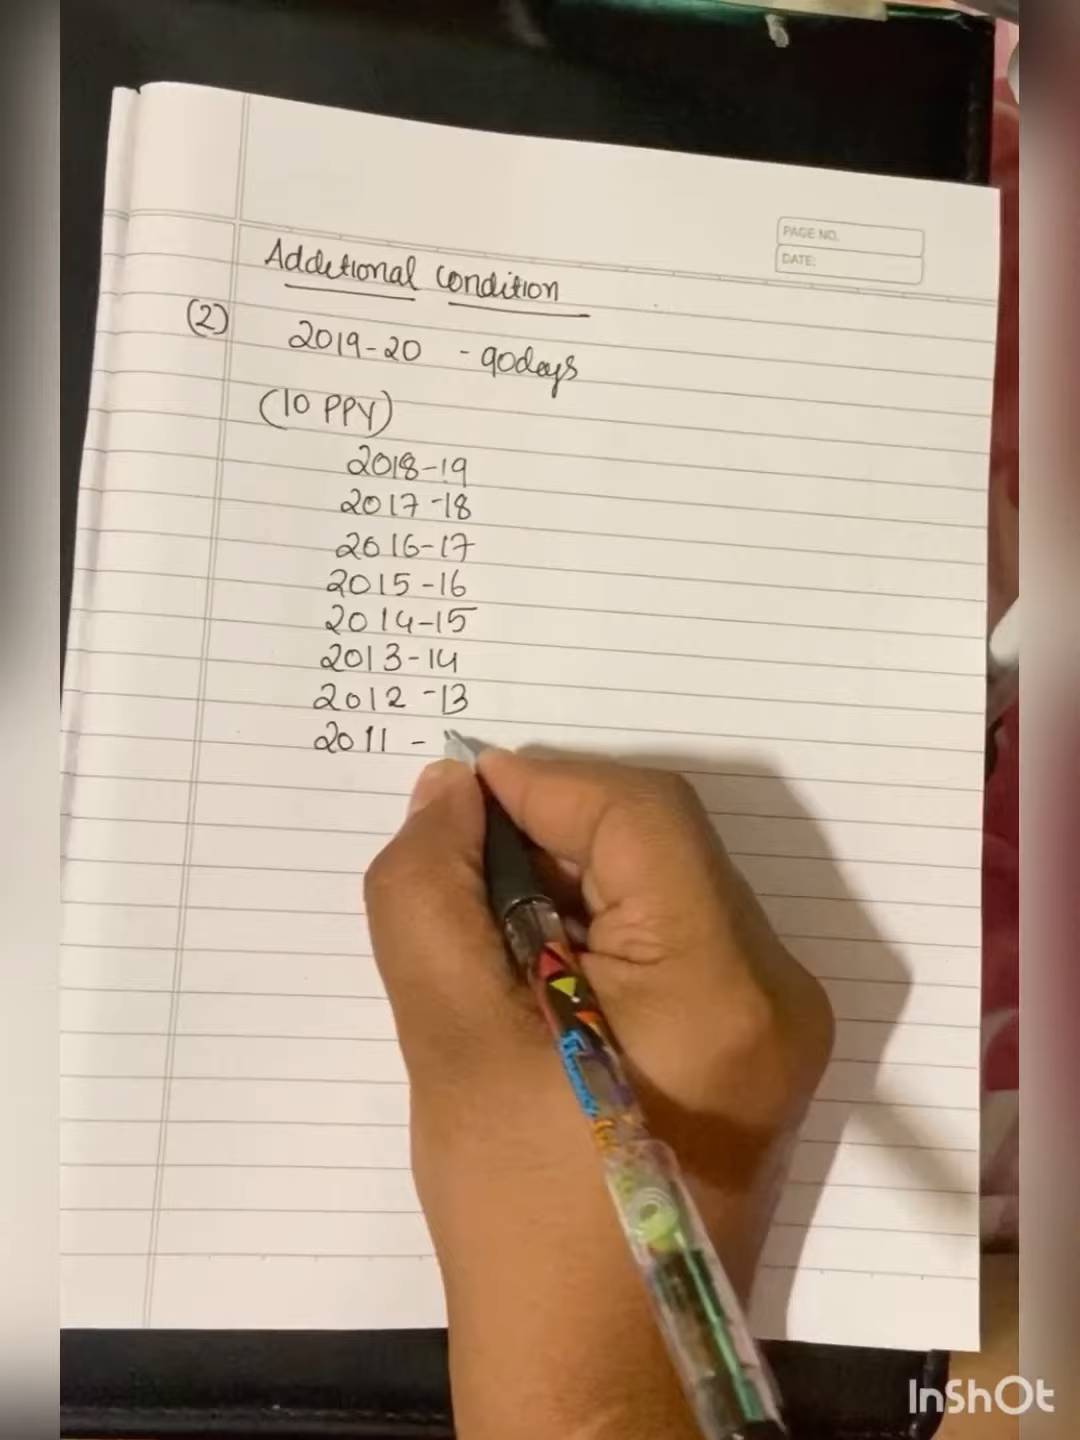 PAGE NO.
DATE:
Additional condition
(2) 2019-20 - 90days
(10 PPY)
2018-19
2017-18
2016-17
2015-16
2014-15
2013-14
2012-13
2011 -
InShOt